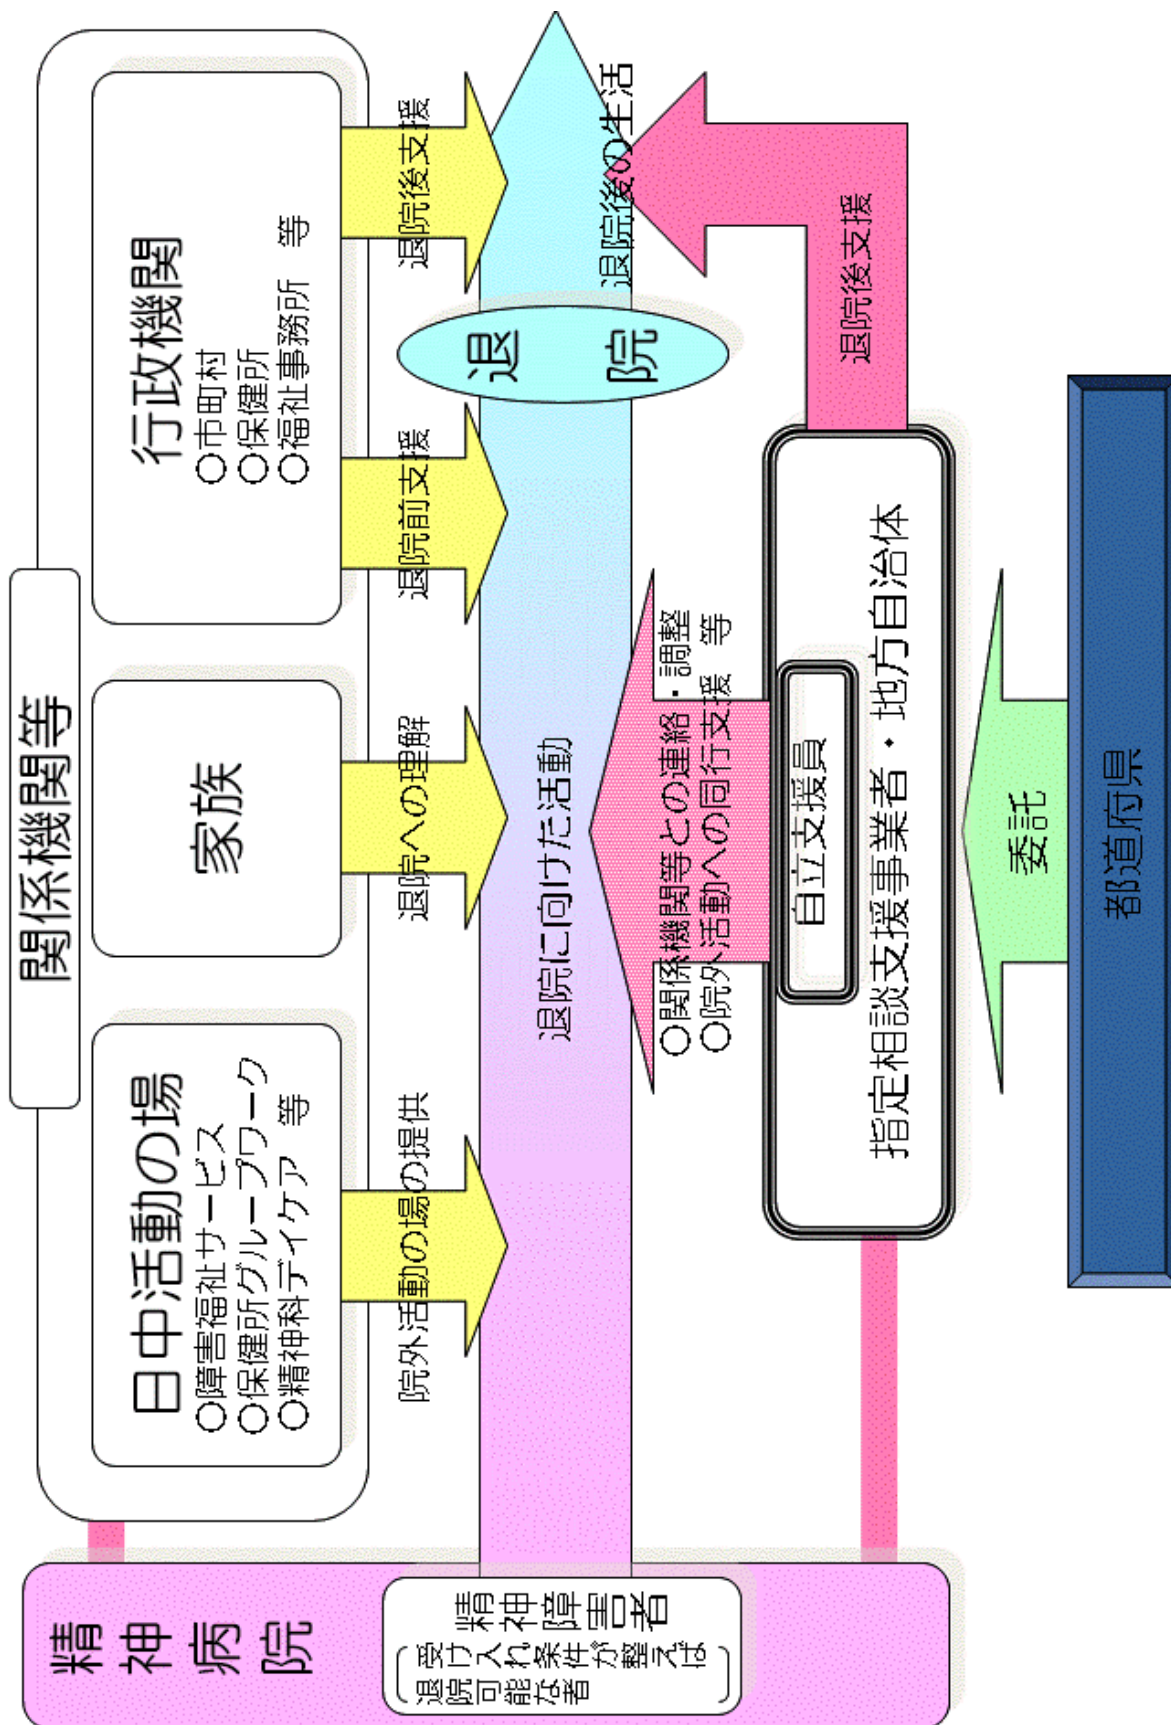 関係機関等
日中活動の場
○障害福祉サービス
○保健所グループワーク
○精神科デイケア 等
家族
行政機関
○市町村
○保健所
○福祉事務所 等
院外活動の場の提供
退院への理解
退院前支援
退院後支援
精神病院
精神障害者
受け入れ条件が整えば
退院可能な者
退院に向けた活動
退院
退院後の生活
○関係機関等との連絡・調整
○院外活動への同行支援 等
自立支援員
指定相談支援事業者・地方自治体
退院後支援
委託
都道府県